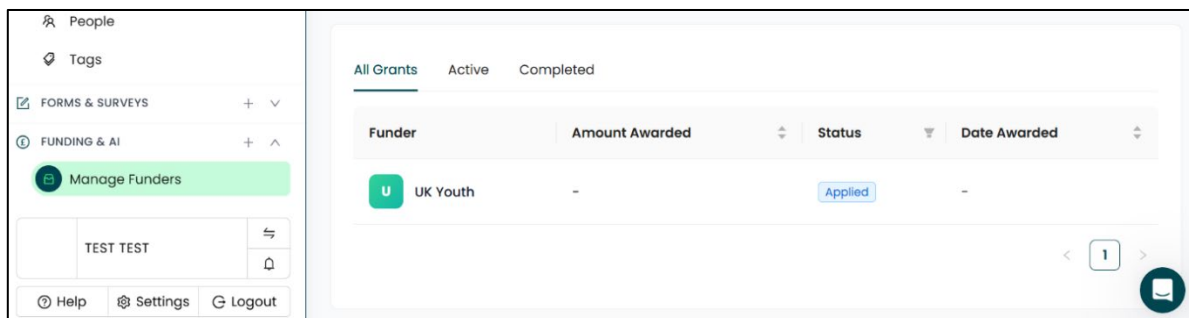 People
Tags
FORMS & SURVEYS
FUNDING & AI
Manage Funders
TEST TEST
Help Settings Logout
All Grants Active Completed
Funder Amount Awarded Status Date Awarded
U UK Youth - Applied -
< 1 >